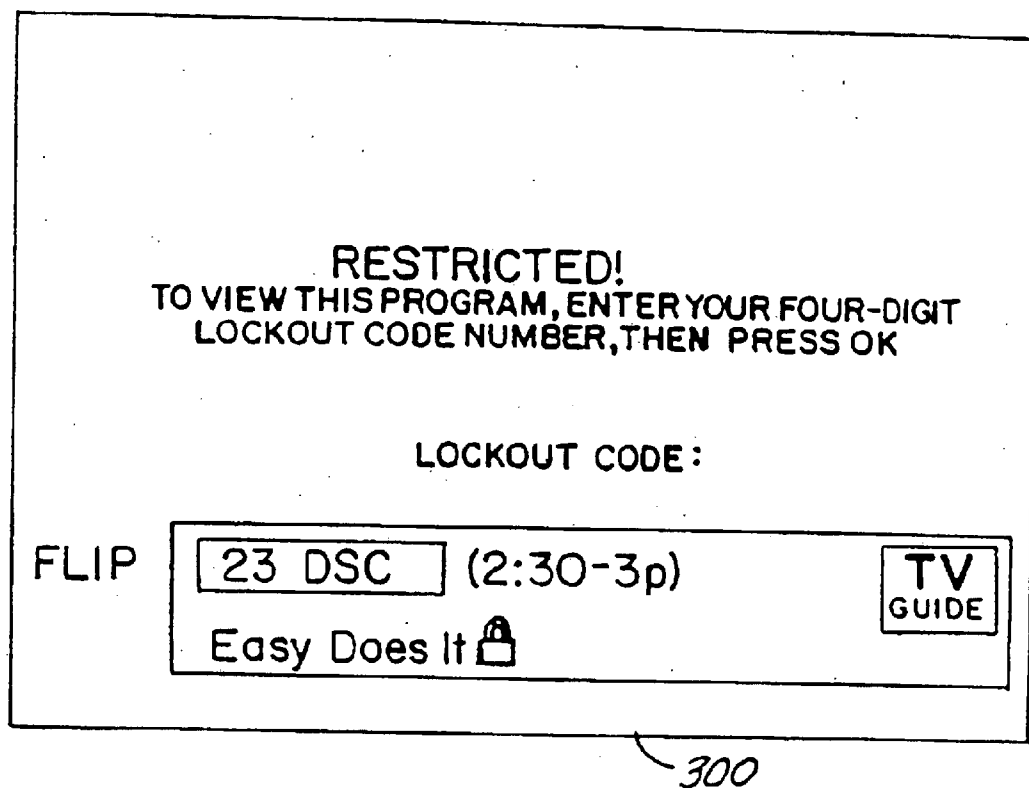 RESTRICTED!
TO VIEW THIS PROGRAM, ENTER YOUR FOUR-DIGIT
LOCKOUT CODE NUMBER, THEN PRESS OK
LOCKOUT CODE:
FLIP
23 DSC (2:30-3p)
TV
GUIDE
Easy Does It
300